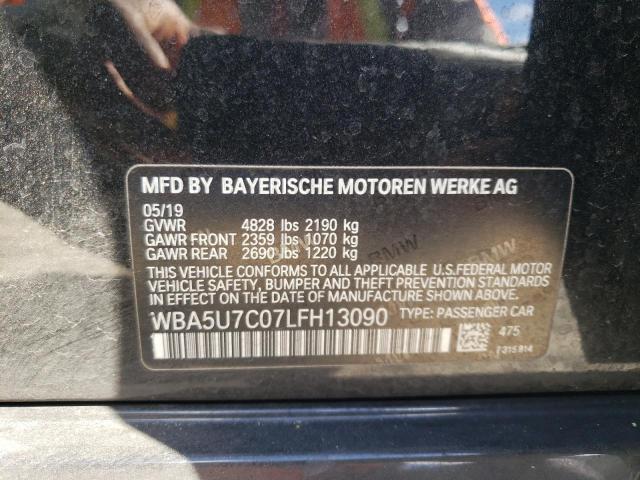 MFD BY BAYERISCHE MOTOREN WERKE AG
05/19
GVWR 4828 lbs 2190 kg
GAWR FRONT 2359 lbs 1070 kg
GAWR REAR 2690 lbs 1220 kg
THIS VEHICLE CONFORMS TO ALL APPLICABLE U.S.FEDERAL MOTOR
VEHICLE SAFETY, BUMPER AND THEFT PREVENTION STANDARDS
IN EFFECT ON THE DATE OF MANUFACTURE SHOWN ABOVE.
WBA5U7C07LFH13090 TYPE: PASSENGER CAR
475
7315814